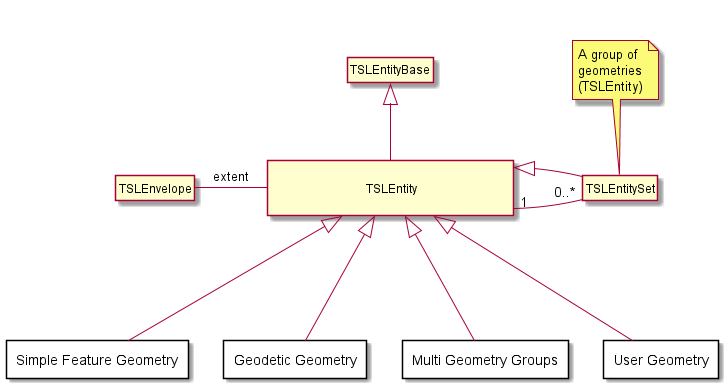 A group of
geometries
(TSLEntity)
TSLEntityBase
extent
TSLEnvelope
TSLEntity
TSLEntitySet
0..*
1
Simple Feature Geometry
Geodetic Geometry
Multi Geometry Groups
User Geometry